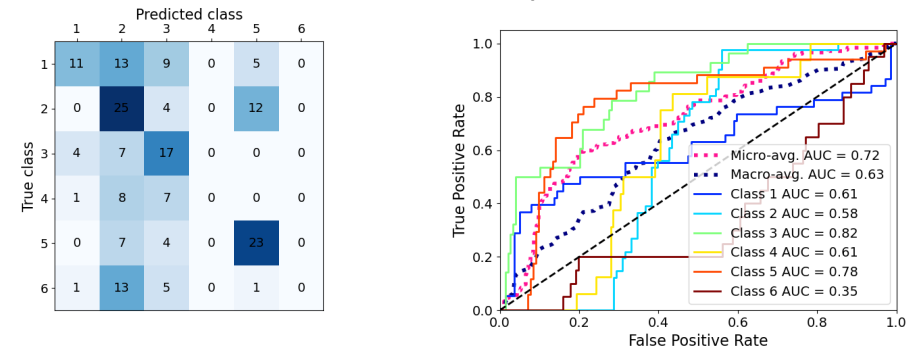 Predicted class
1 2 3 4 5 6
True class
1 11 13 9 0 5 0
2 0 25 4 0 12 0
3 4 7 17 0 0 0
4 1 8 7 0 0 0
5 0 7 4 0 23 0
6 1 13 5 0 1 0
True Positive Rate
1.0
0.8
0.6
0.4
0.2
0.0
Micro-avg. AUC = 0.72
Macro-avg. AUC = 0.63
Class 1 AUC = 0.61
Class 2 AUC = 0.58
Class 3 AUC = 0.82
Class 4 AUC = 0.61
Class 5 AUC = 0.78
Class 6 AUC = 0.35
0.0 0.2 0.4 0.6 0.8 1.0
False Positive Rate